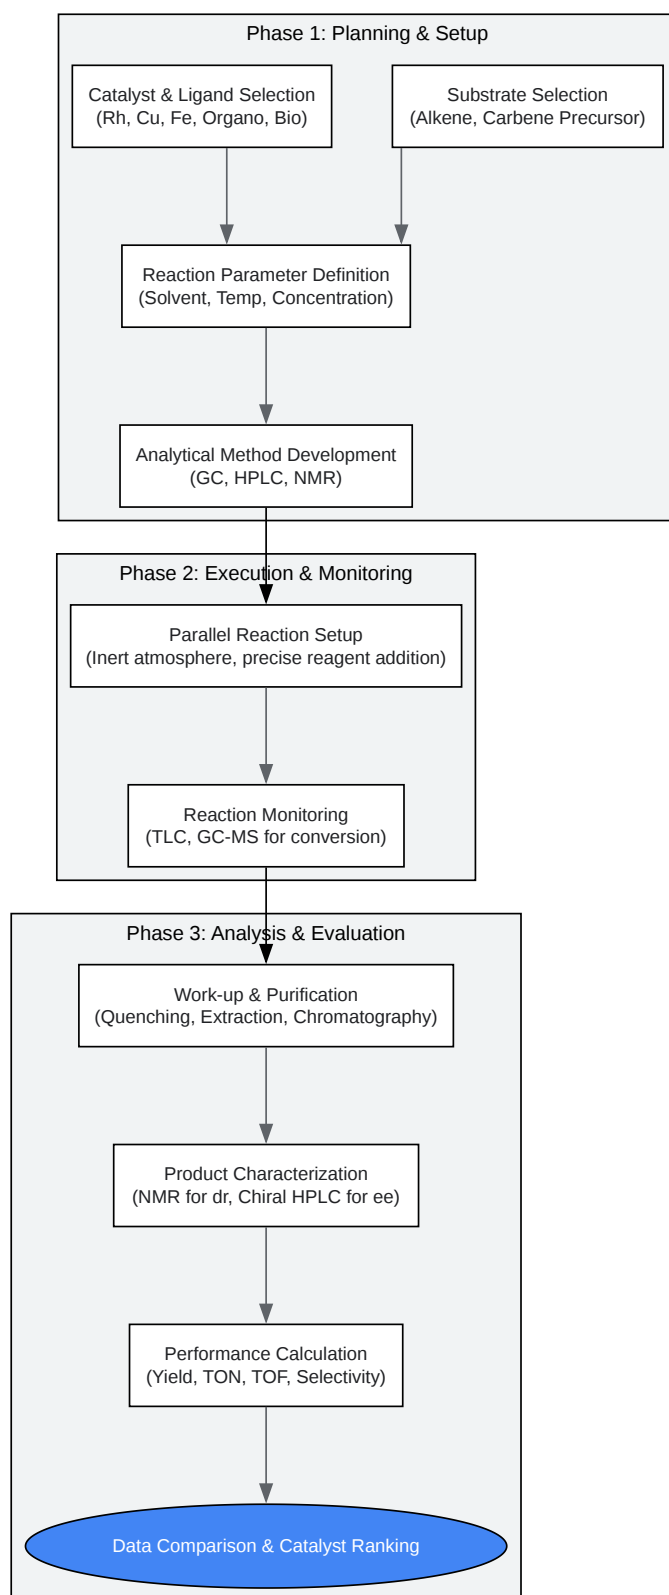 Phase 1: Planning & Setup
Catalyst & Ligand Selection
(Rh, Cu, Fe, Organo, Bio)
Substrate Selection
(Alkene, Carbene Precursor)
Reaction Parameter Definition
(Solvent, Temp, Concentration)
Analytical Method Development
(GC, HPLC, NMR)
Phase 2: Execution & Monitoring
Parallel Reaction Setup
(Inert atmosphere, precise reagent addition)
Reaction Monitoring
(TLC, GC-MS for conversion)
Phase 3: Analysis & Evaluation
Work-up & Purification
(Quenching, Extraction, Chromatography)
Product Characterization
(NMR for dr, Chiral HPLC for ee)
Performance Calculation
(Yield, TON, TOF, Selectivity)
Data Comparison & Catalyst Ranking